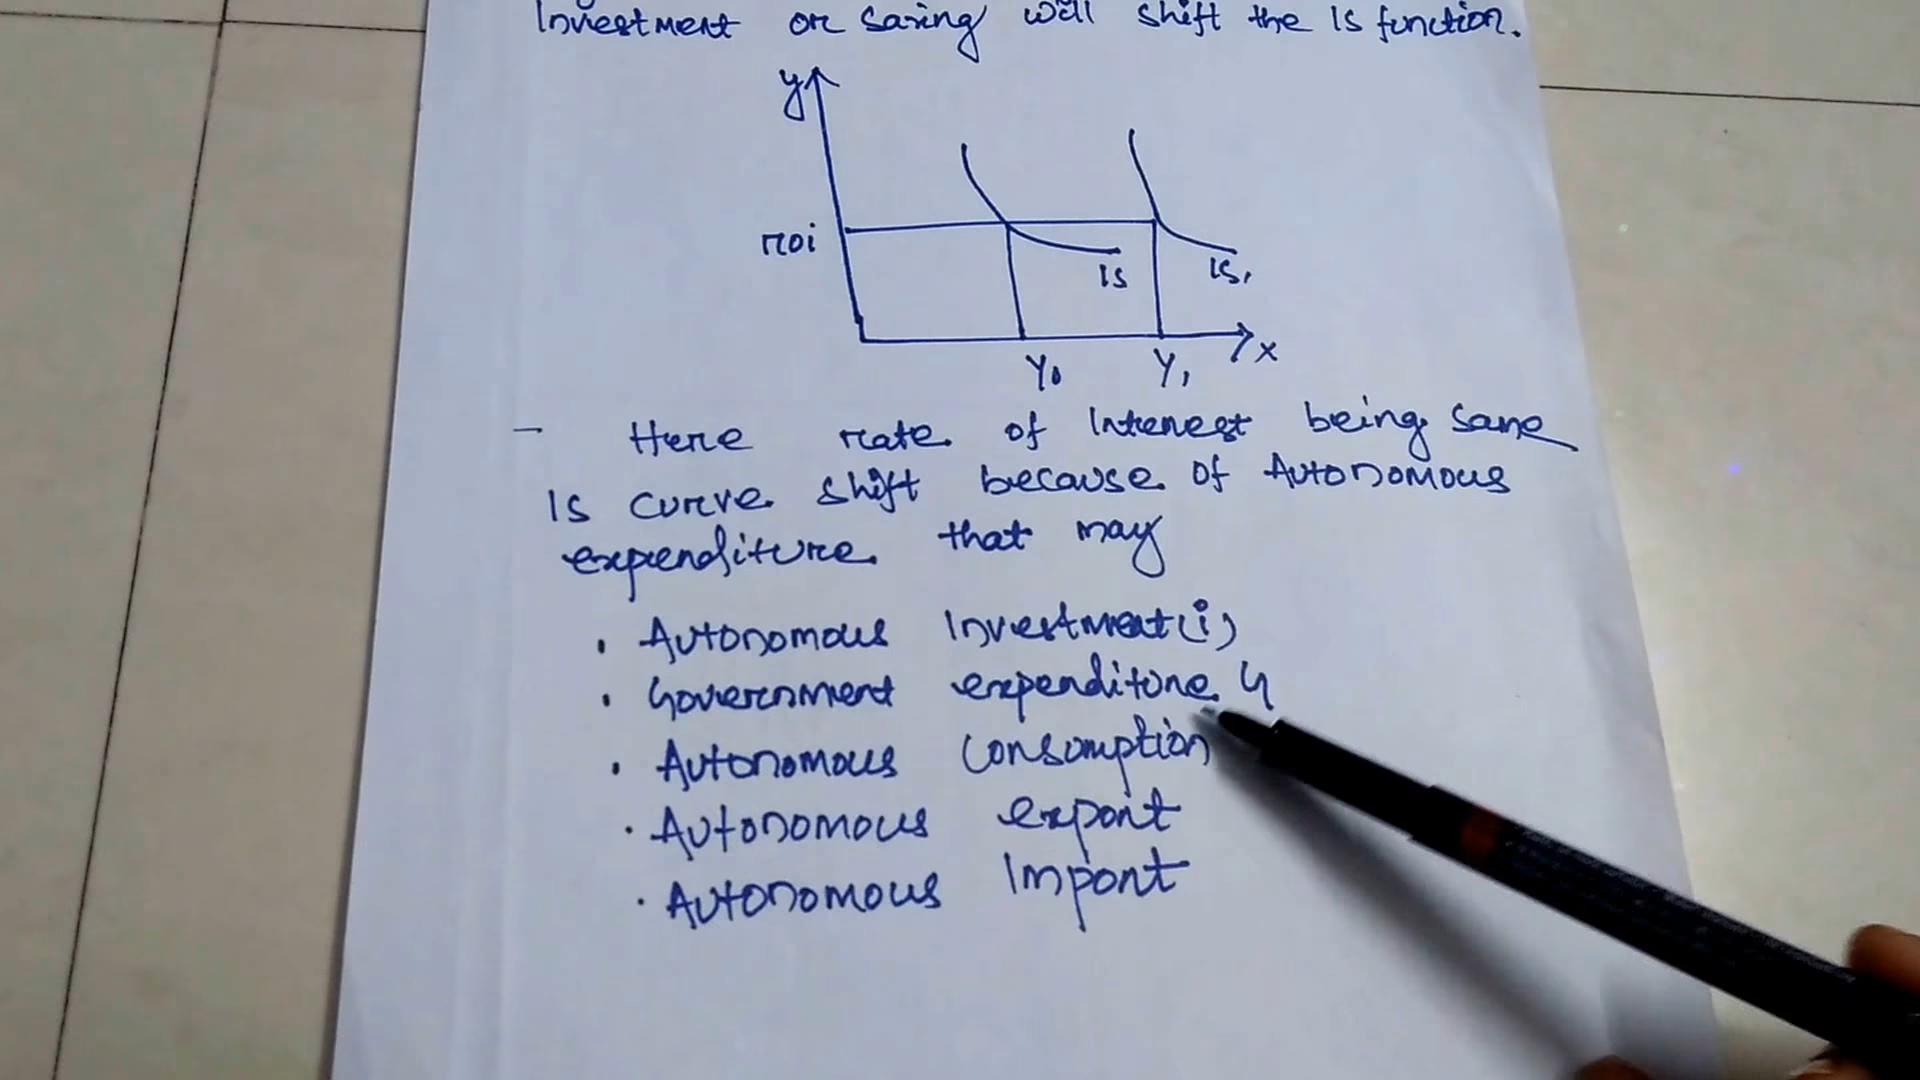 Investment or saving will shift the Is function.
y
roi
IS
IS1
Y0
Y1
x
- Here rate of Interest being same
Is curve shift because of Autonomous
expenditure that may
. Autonomous Investment(i)
. Government expenditure G
. Autonomous Consumption
. Autonomous export
. Autonomous Import